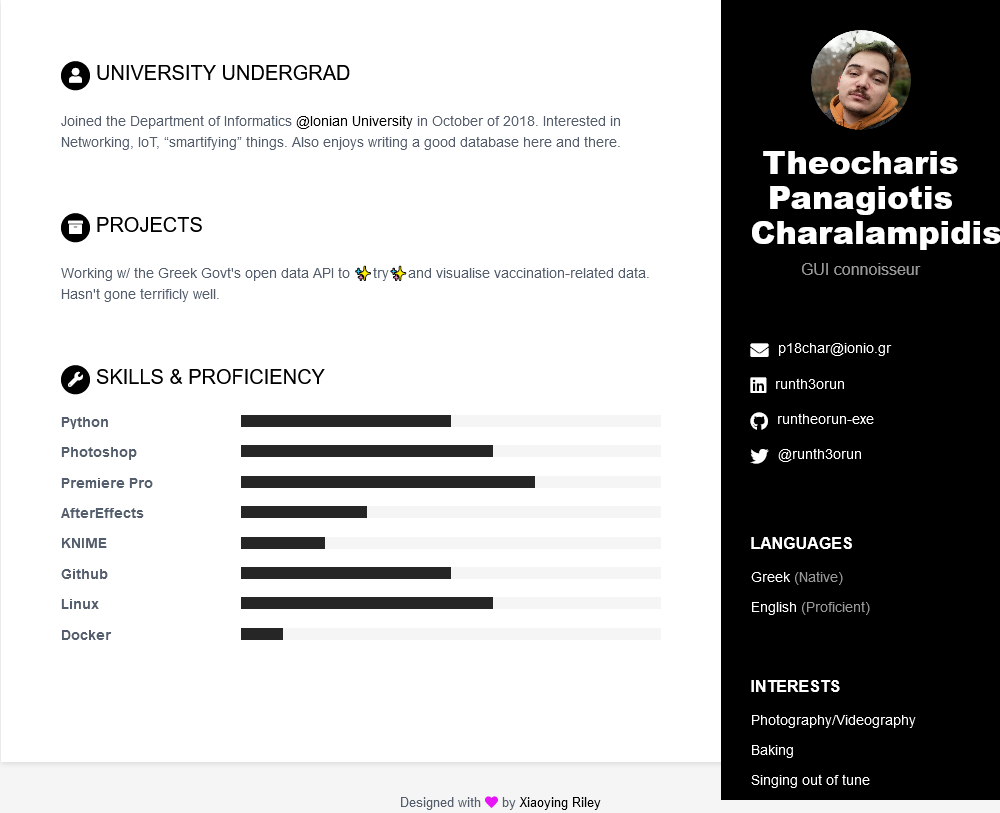 UNIVERSITY UNDERGRAD
Joined the Department of Informatics @Ionian University in October of 2018. Interested in
Networking, IoT, “smartifying” things. Also enjoys writing a good database here and there.
PROJECTS
Working w/ the Greek Govt's open data API to ✨try✨and visualise vaccination-related data.
Hasn't gone terrificly well.
SKILLS & PROFICIENCY
Python
Photoshop
Premiere Pro
AfterEffects
KNIME
Github
Linux
Docker
Theocharis
Panagiotis
Charalampidis
GUI connoisseur
p18char@ionio.gr
runth3orun
runtheorun-exe
@runth3orun
LANGUAGES
Greek (Native)
English (Proficient)
INTERESTS
Photography/Videography
Baking
Singing out of tune
Designed with 💜 by Xiaoying Riley